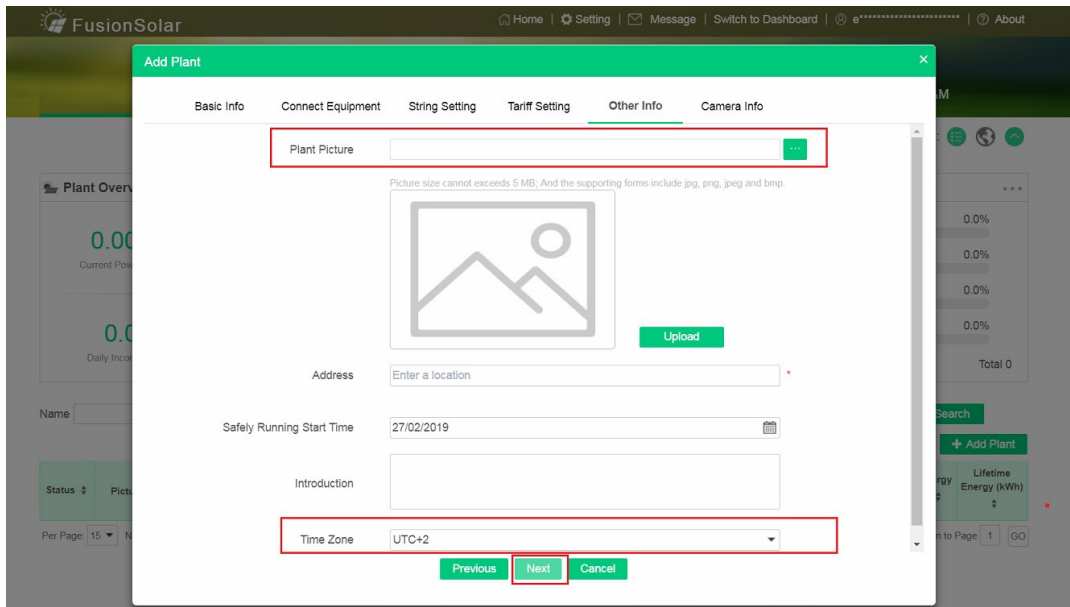 FusionSolar
Home | Setting | Message | Switch to Dashboard | e*********************** | About
Add Plant ×
AM
Basic Info Connect Equipment String Setting Tariff Setting Other Info Camera Info
Plant Picture ...
Picture size cannot exceeds 5 MB; And the supporting forms include jpg, png, jpeg and bmp.
Plant Overv
0.0%
0.00
0.0%
Current Pow
0.0%
0.0
0.0%
Upload
Daily Incor
Total 0
Address Enter a location *
Name
Search
Safely Running Start Time 27/02/2019
+ Add Plant
Status Pictu
rgy Lifetime Energy (kWh)
Introduction
Per Page: 15 N
Time Zone UTC+2
n to Page 1 GO
Previous Next Cancel